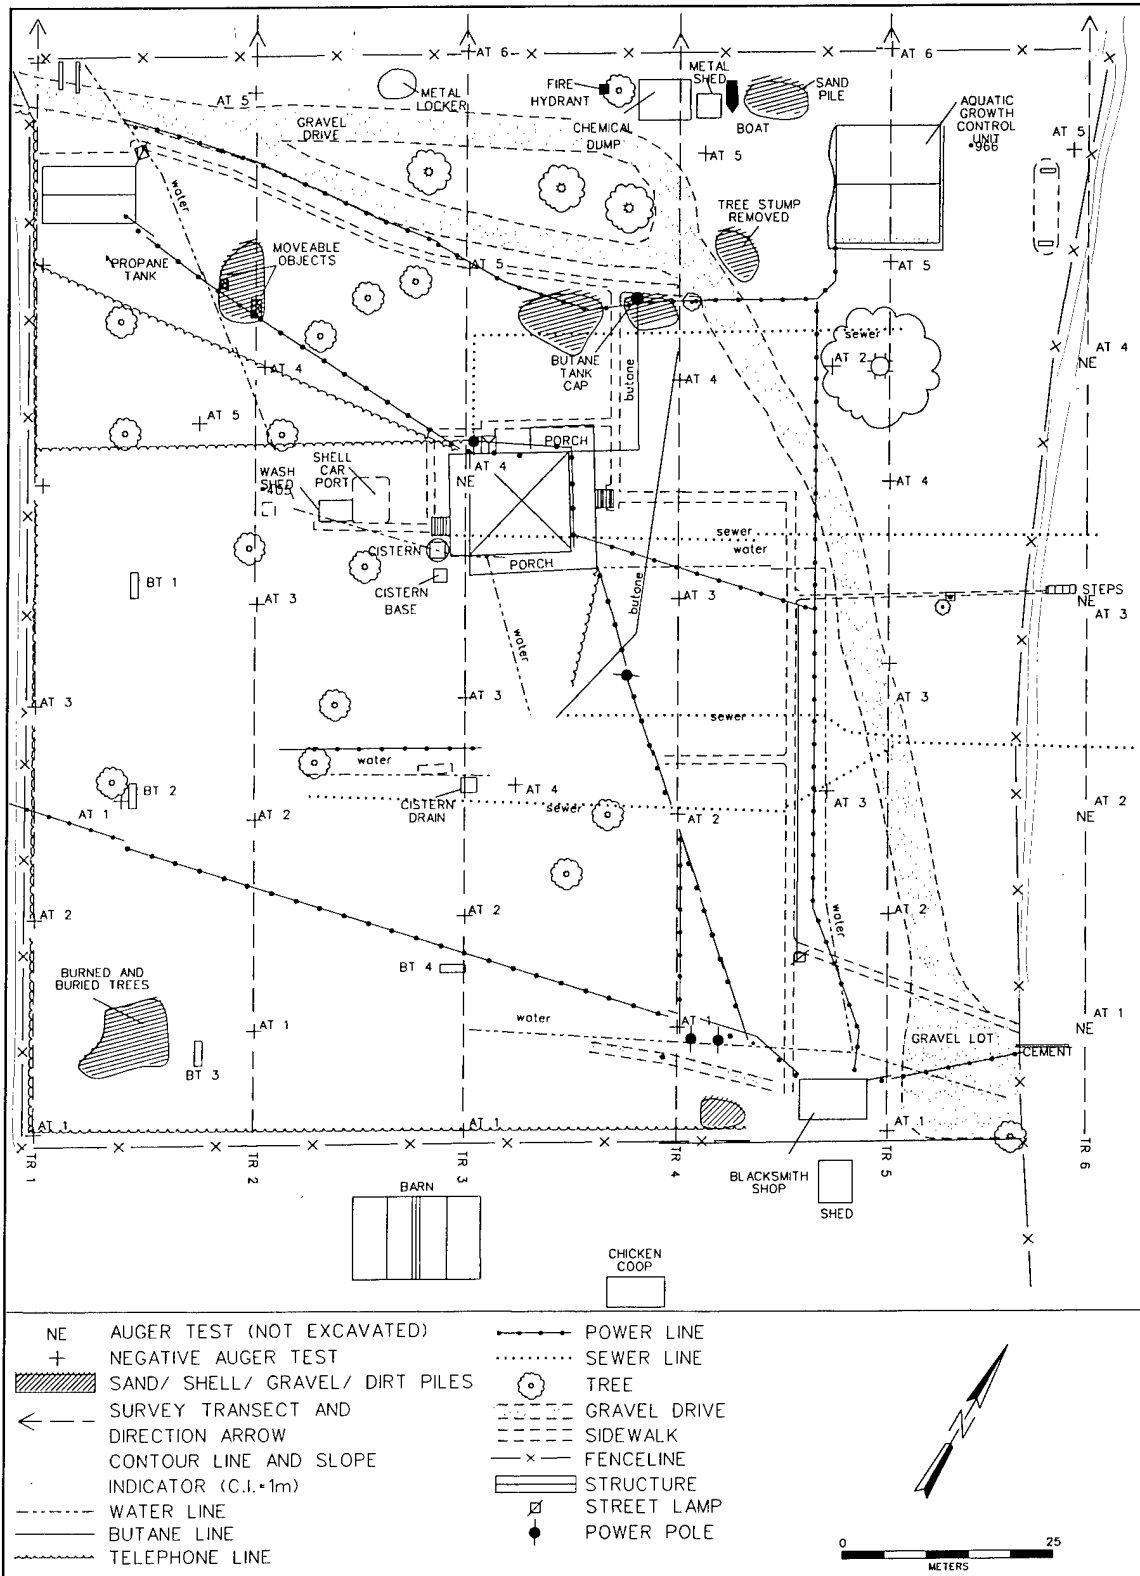 AT 6
AT 6
METAL
SHED
METAL
LOCKER
FIRE
HYDRANT
SAND
PILE
AT 5
GRAVEL
DRIVE
CHEMICAL
DUMP
BOAT
AQUATIC
GROWTH
CONTROL
UNIT
•966
AT 5
AT 5
water
TREE STUMP
REMOVED
PROPANE
TANK
MOVEABLE
OBJECTS
AT 5
AT 5
BUTANE
TANK
CAP
sewer
AT 4
NE
AT 4
butane
AT 4
AT 2
AT 5
PORCH
AT 4
NE
WASH
SHED
•405
SHELL
CAR
PORT
AT 4
sewer
water
CISTERN
PORCH
BT 1
CISTERN
BASE
butane
STEPS
NE
AT 3
AT 3
AT 3
water
AT 3
AT 3
AT 3
sewer
water
BT 2
AT 1
CISTERN
DRAIN
AT 4
sewer
AT 3
AT 2
NE
AT 2
AT 2
AT 2
AT 2
AT 2
water
BURNED AND
BURIED TREES
BT 4
AT 1
water
AT 1
AT 1
NE
GRAVEL LOT
CEMENT
BT 3
AT 1
AT 1
AT 1
TR 1
TR 2
TR 3
TR 4
TR 5
TR 6
BLACKSMITH
SHOP
BARN
SHED
CHICKEN
COOP
NE AUGER TEST (NOT EXCAVATED)
NEGATIVE AUGER TEST
SAND/ SHELL/ GRAVEL/ DIRT PILES
SURVEY TRANSECT AND
DIRECTION ARROW
CONTOUR LINE AND SLOPE
INDICATOR (C.I.=1m)
WATER LINE
BUTANE LINE
TELEPHONE LINE
POWER LINE
SEWER LINE
TREE
GRAVEL DRIVE
SIDEWALK
FENCELINE
STRUCTURE
STREET LAMP
POWER POLE
0 25
METERS